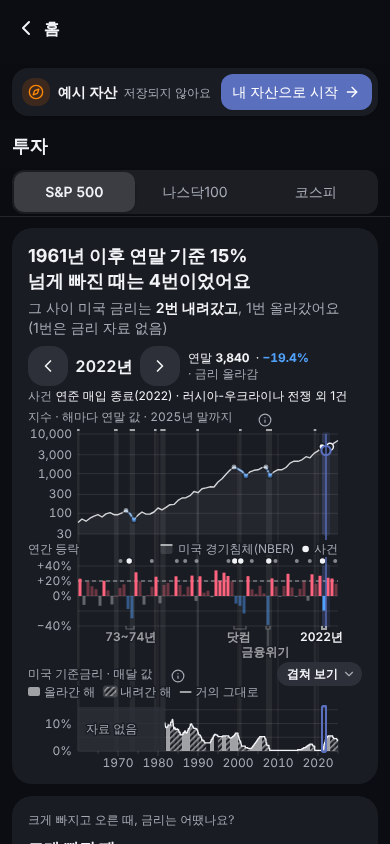 홈
예시 자산 저장되지 않아요 내 자산으로 시작
투자
S&P 500 나스닥100 코스피
1961년 이후 연말 기준 15%
넘게 빠진 때는 4번이었어요
그 사이 미국 금리는 2번 내려갔고, 1번 올라갔어요
(1번은 금리 자료 없음)
2022년
연말 3,840 · −19.4%
· 금리 올라감
사건 연준 매입 종료(2022) · 러시아-우크라이나 전쟁 외 1건
지수 · 해마다 연말 값 · 2025년 말까지
10,000
3,000
1,000
300
100
30
연간 등락 미국 경기침체(NBER) 사건
+40%
+20%
0%
−40%
73~74년 닷컴 2022년
금융위기
미국 기준금리 · 매달 값 겹쳐 보기
올라간 해 내려간 해 거의 그대로
10%
자료 없음
0%
1970 1980 1990 2000 2010 2020
크게 빠지고 오른 때, 금리는 어땠나요?